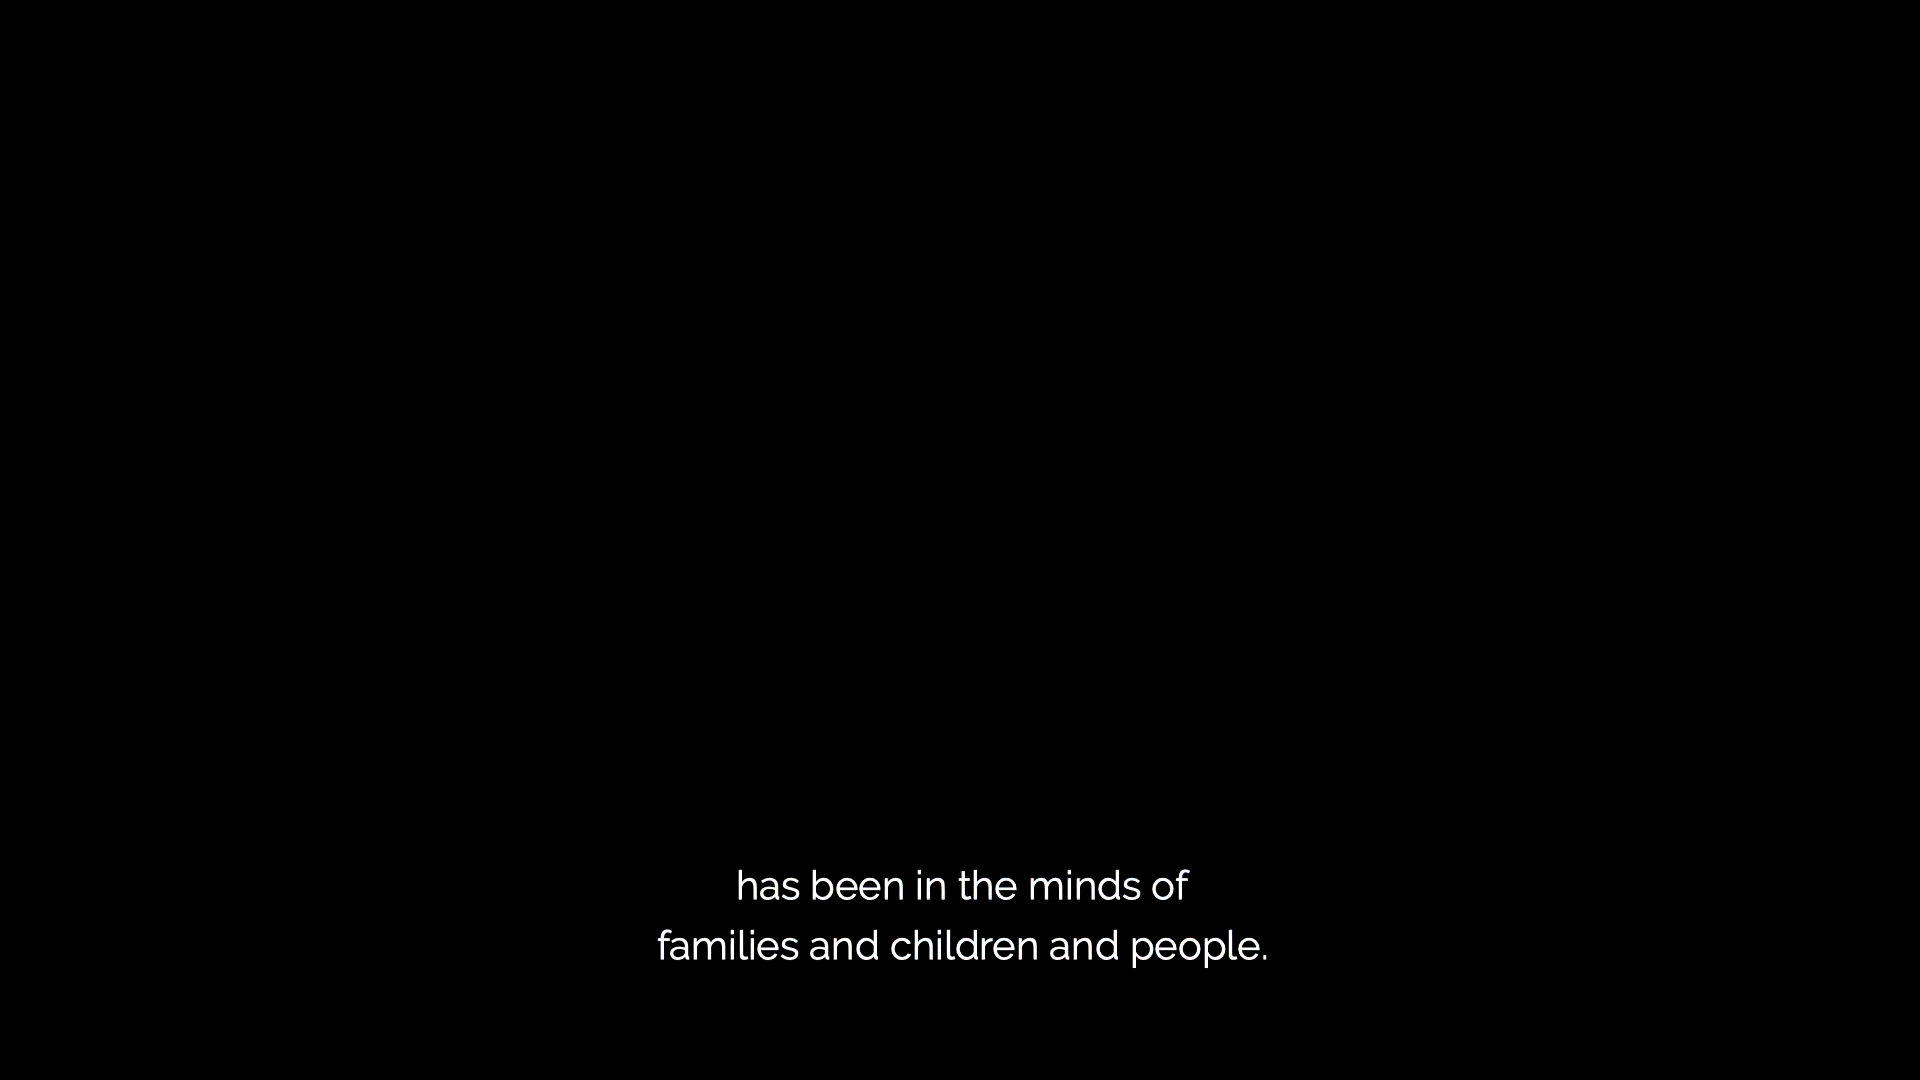 has been in the minds of
families and children and people.